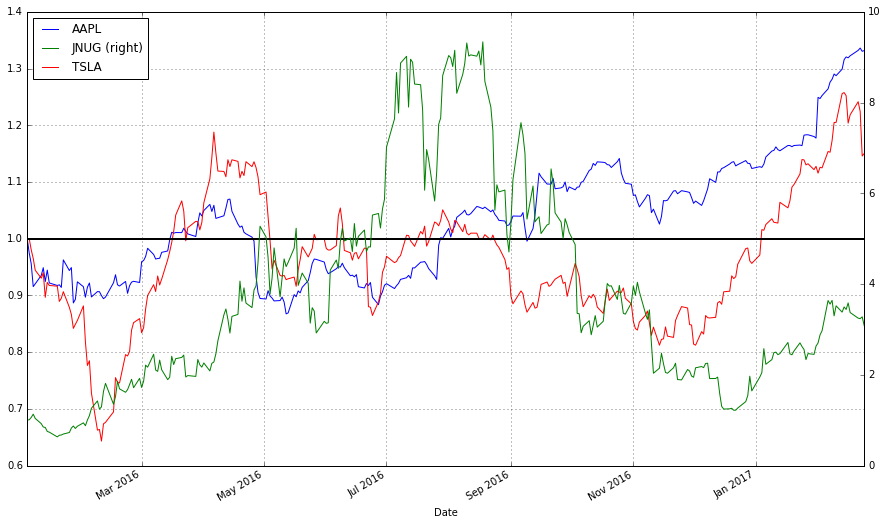 1.4
1.3
1.2
1.1
1.0
0.9
0.8
0.7
0.6
AAPL
JNUG (right)
TSLA
10
8
6
4
2
0
Mar 2016
May 2016
Jul 2016
Sep 2016
Nov 2016
Jan 2017
Date